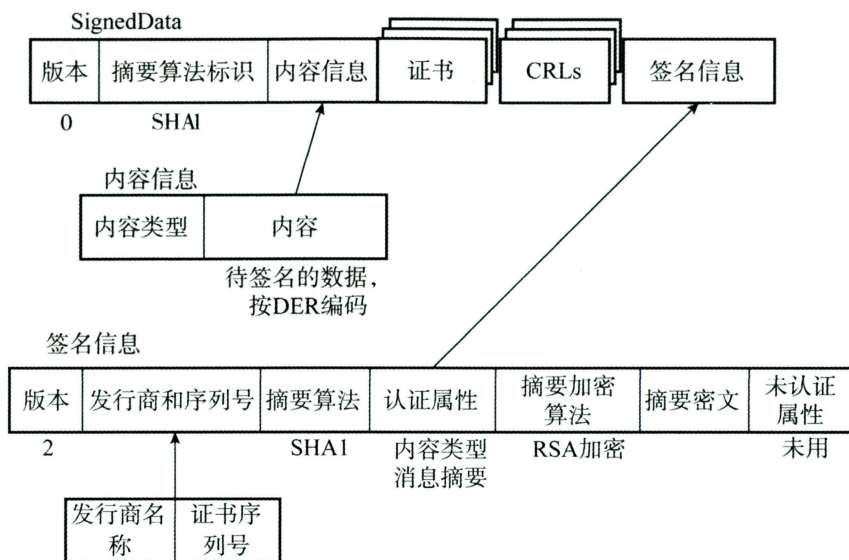 SignedData
版本 摘要算法标识 内容信息 证书 CRLs 签名信息
0 SHA1
内容信息
内容类型 内容
待签名的数据，
按DER编码
签名信息
版本 发行商和序列号 摘要算法 认证属性 摘要加密算法 摘要密文 未认证属性
2 SHA1 内容类型 RSA加密 未用
消息摘要
发行商名称 证书序列号